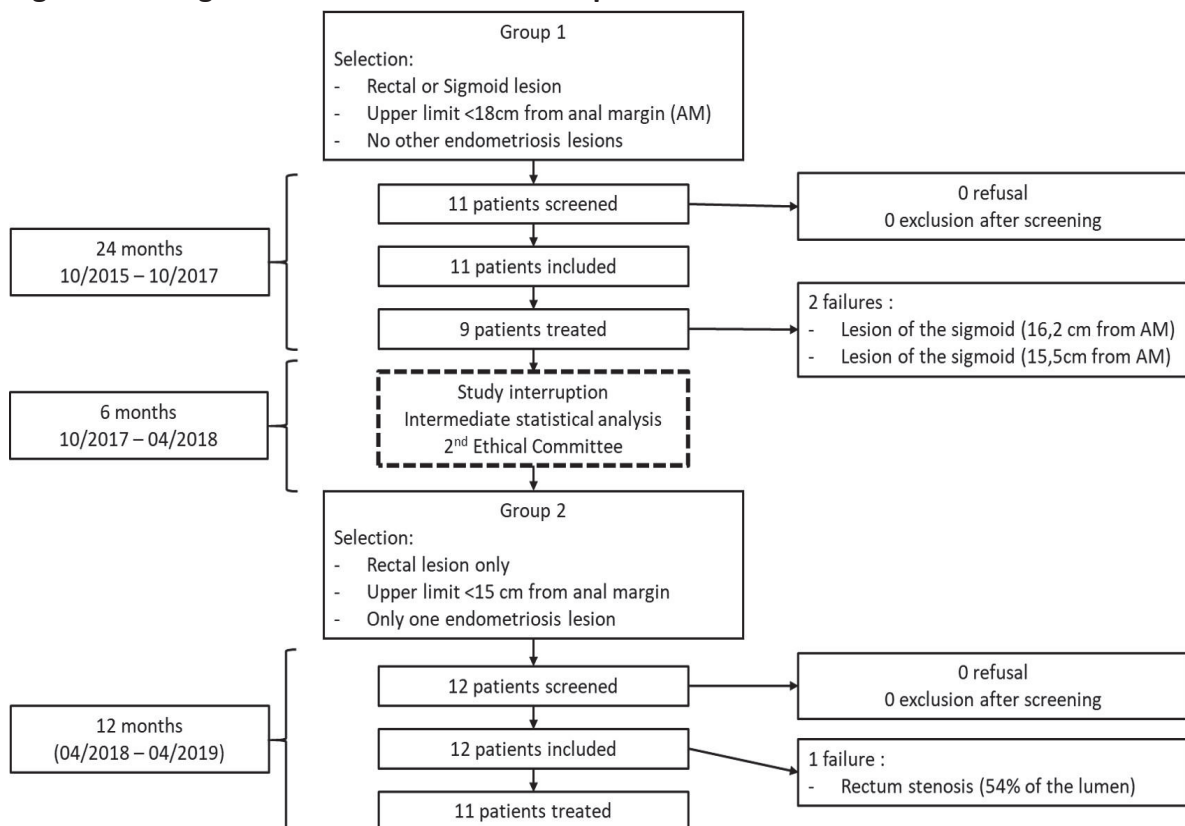 Group 1
Selection:
- Rectal or Sigmoid lesion
- Upper limit <18cm from anal margin (AM)
- No other endometriosis lesions
11 patients screened
0 refusal
0 exclusion after screening
24 months
10/2015 – 10/2017
11 patients included
9 patients treated
2 failures :
- Lesion of the sigmoid (16,2 cm from AM)
- Lesion of the sigmoid (15,5cm from AM)
6 months
10/2017 – 04/2018
Study interruption
Intermediate statistical analysis
2nd Ethical Committee
Group 2
Selection:
- Rectal lesion only
- Upper limit <15 cm from anal margin
- Only one endometriosis lesion
12 patients screened
0 refusal
0 exclusion after screening
12 months
(04/2018 – 04/2019)
12 patients included
1 failure :
- Rectum stenosis (54% of the lumen)
11 patients treated